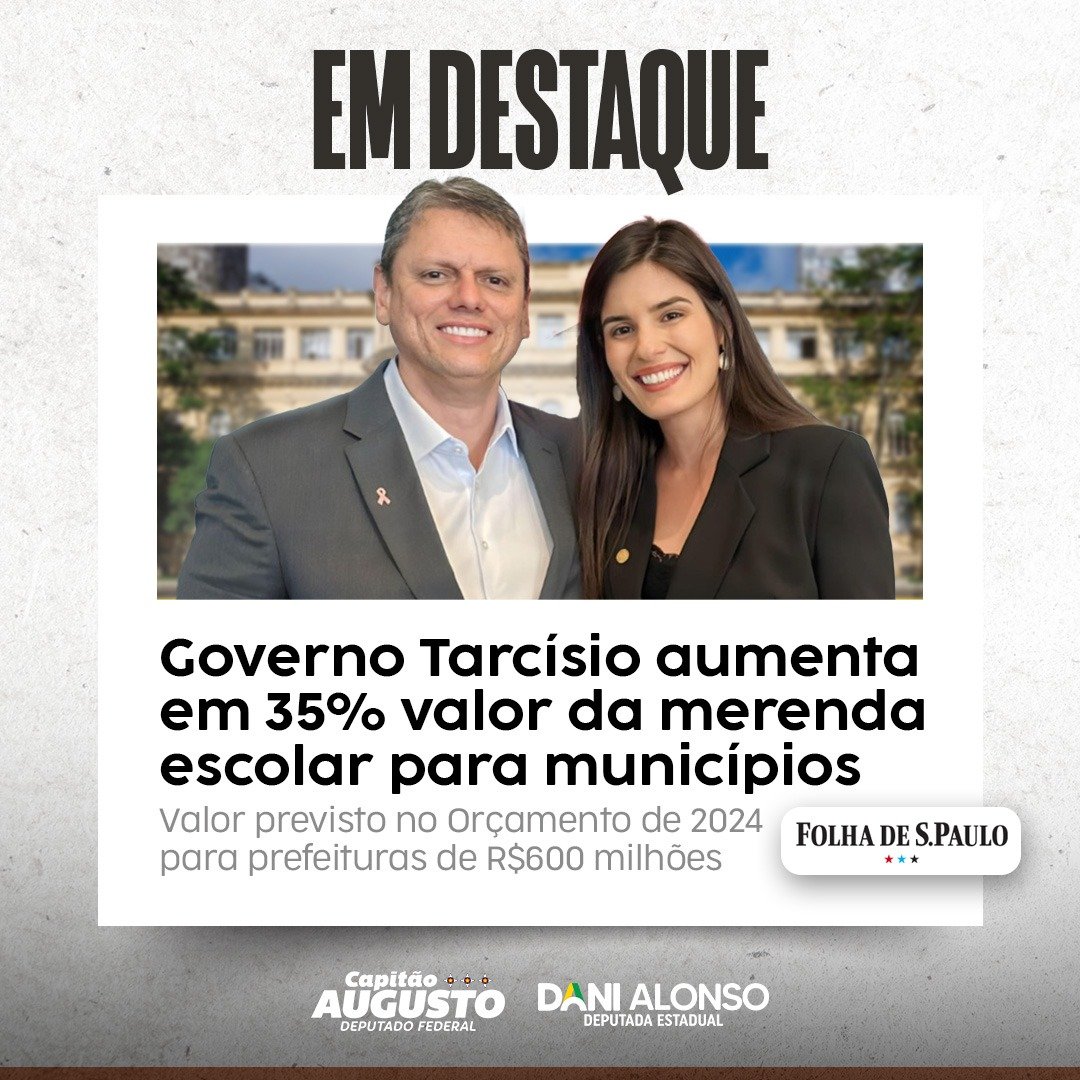 EM DESTAQUE
Governo Tarcísio aumenta
em 35% valor da merenda
escolar para municípios
Valor previsto no Orçamento de 2024
para prefeituras de R$600 milhões
FOLHA DE S.PAULO
Capitão
AUGUSTO
DEPUTADO FEDERAL
DANI ALONSO
DEPUTADA ESTADUAL